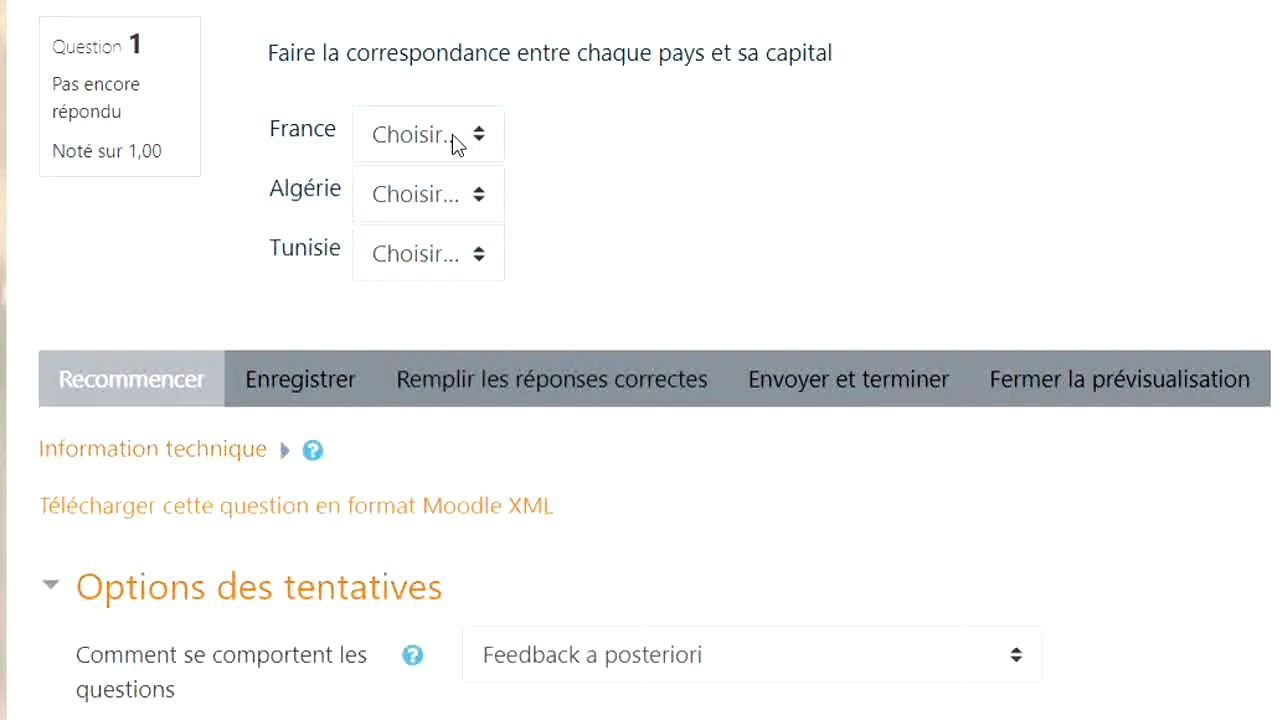 Question 1
Pas encore
répondu
Noté sur 1,00
Faire la correspondance entre chaque pays et sa capital
France Choisir...
Algérie Choisir...
Tunisie Choisir...
Recommencer Enregistrer Remplir les réponses correctes Envoyer et terminer Fermer la prévisualisation
Information technique
Télécharger cette question en format Moodle XML
Options des tentatives
Comment se comportent les Feedback a posteriori
questions